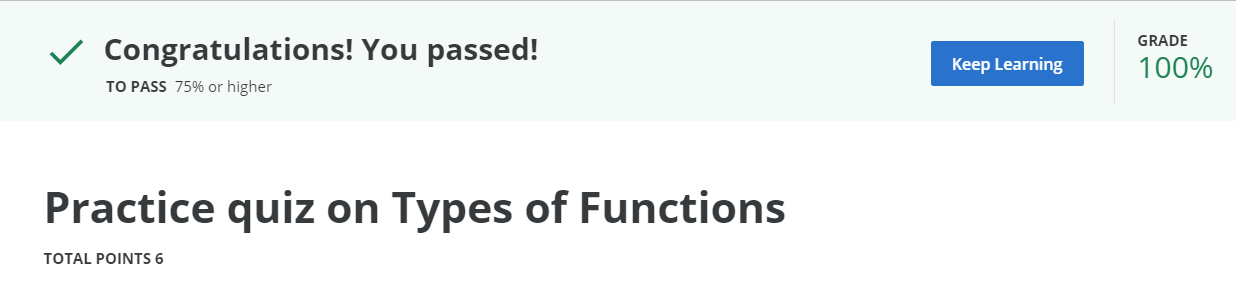 Congratulations! You passed!
TO PASS 75% or higher
Keep Learning
GRADE
100%
Practice quiz on Types of Functions
TOTAL POINTS 6